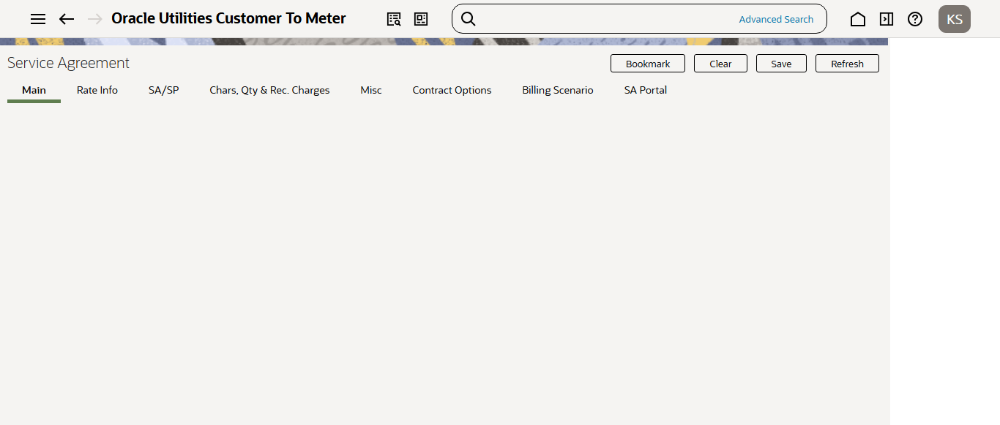 Oracle Utilities Customer To Meter
Advanced Search
KS
Service Agreement
Bookmark Clear Save Refresh
Main Rate Info SA/SP Chars, Qty & Rec. Charges Misc Contract Options Billing Scenario SA Portal